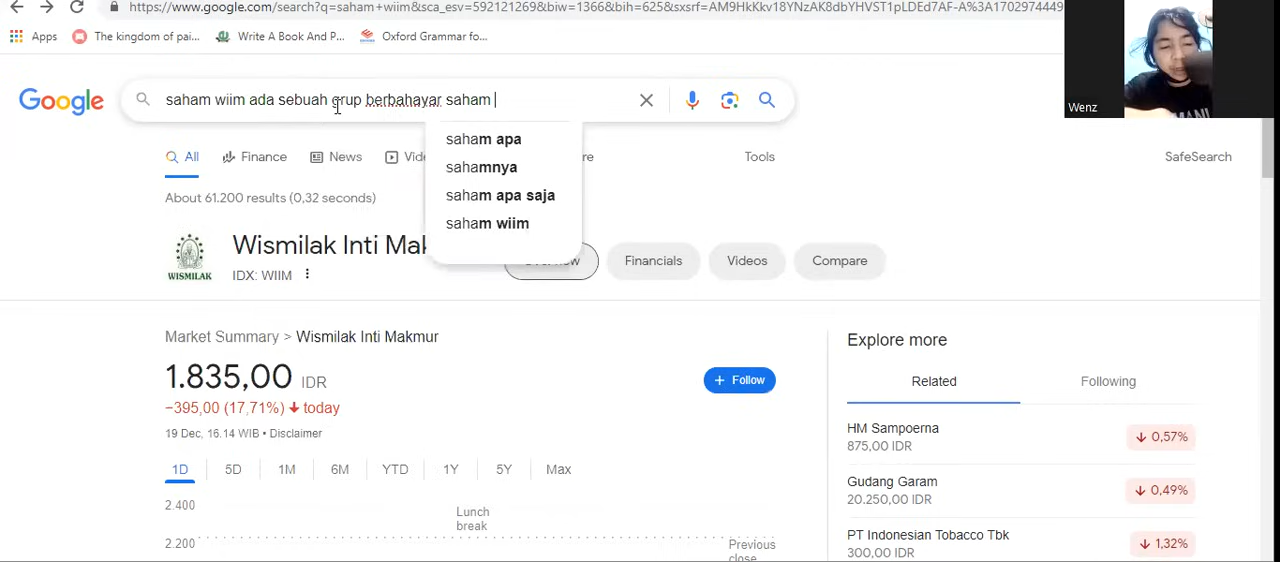 https://www.google.com/search?q=saham+wiim&sca_esv=592121269&biw=1366&bih=625&sxsrf=AM9HkKkv18YNzAK8dbYHVST1pLDEd7AF-A%3A1702974449
Apps
The kingdom of pai...
Write A Book And P...
Oxford Grammar fo...
Wenz
Google
saham wiim ada sebuah grup berbahayar saham
saham apa
sahamnya
saham apa saja
saham wiim
All
Finance
News
Tools
SafeSearch
About 61.200 results (0,32 seconds)
WISMILAK
Wismilak Inti Mak
IDX: WIIM
Financials
Videos
Compare
Market Summary > Wismilak Inti Makmur
1.835,00 IDR
−395,00 (17,71%) ↓ today
19 Dec, 16.14 WIB • Disclaimer
+ Follow
1D
5D
1M
6M
YTD
1Y
5Y
Max
2.400
Lunch
break
2.200
Previous
close
Explore more
Related
Following
HM Sampoerna
875,00 IDR
↓ 0,57%
Gudang Garam
20.250,00 IDR
↓ 0,49%
PT Indonesian Tobacco Tbk
300,00 IDR
↓ 1,32%